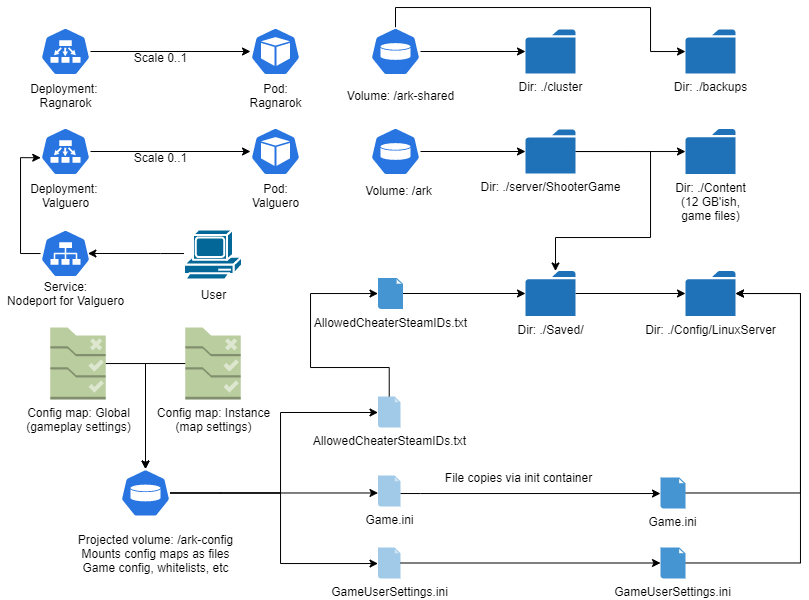 Deployment:
Ragnarok
Scale 0..1
Pod:
Ragnarok
Volume: /ark-shared
Dir: ./cluster
Dir: ./backups
Deployment:
Valguero
Scale 0..1
Pod:
Valguero
Volume: /ark
Dir: ./server/ShooterGame
Dir: ./Content
(12 GB'ish,
game files)
Service:
Nodeport for Valguero
User
AllowedCheaterSteamIDs.txt
Dir: ./Saved/
Dir: ./Config/LinuxServer
Config map: Global
(gameplay settings)
Config map: Instance
(map settings)
AllowedCheaterSteamIDs.txt
File copies via init container
Game.ini
Game.ini
Projected volume: /ark-config
Mounts config maps as files
Game config, whitelists, etc
GameUserSettings.ini
GameUserSettings.ini